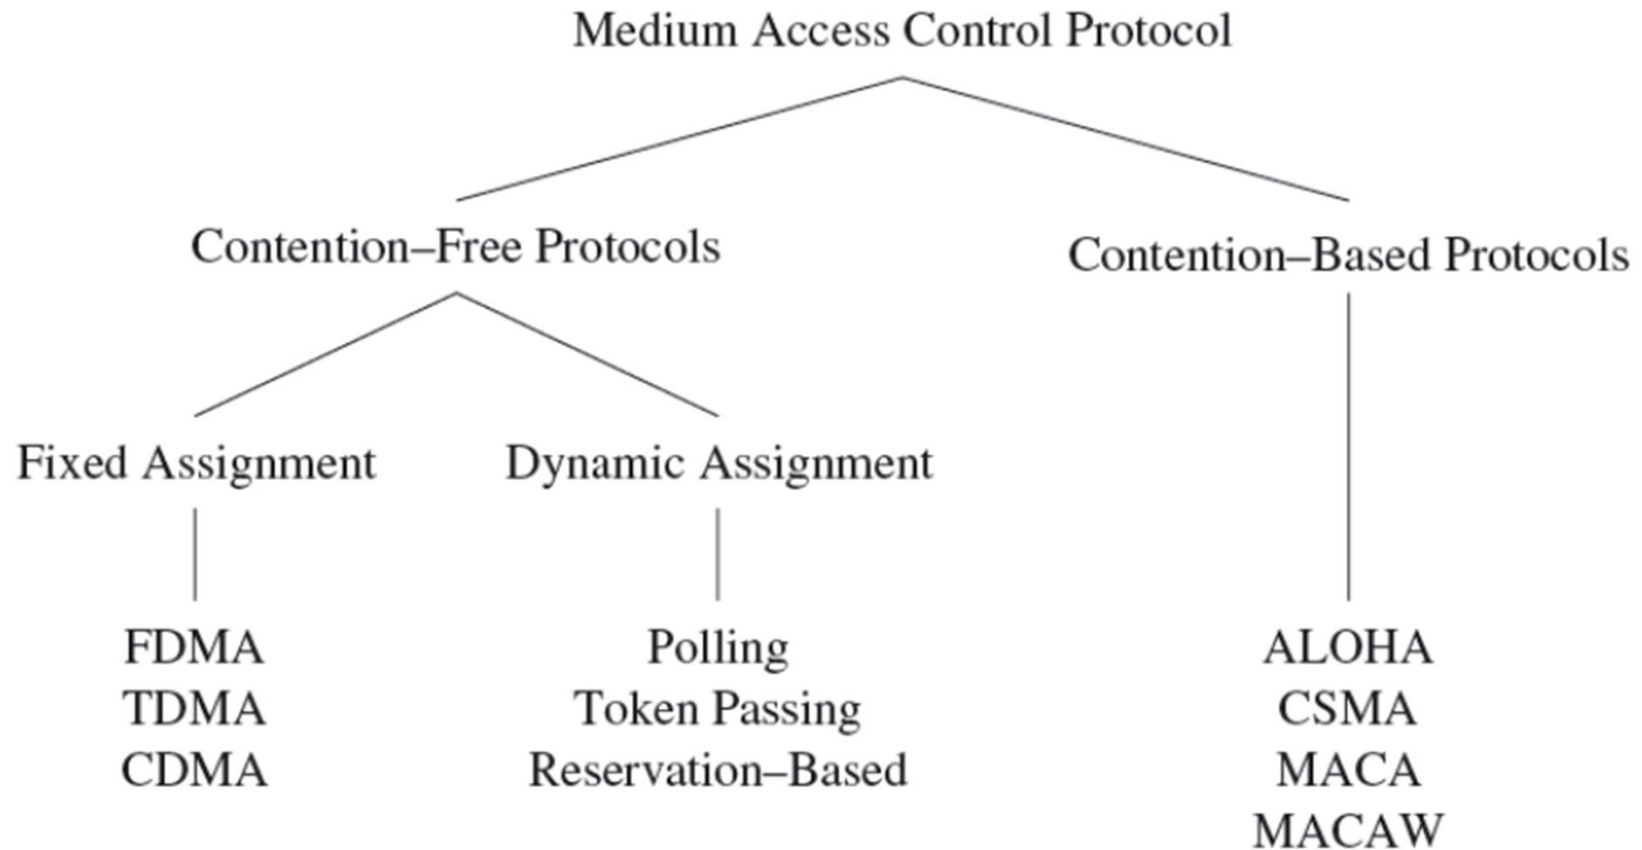 Medium Access Control Protocol
Contention–Free Protocols
Contention–Based Protocols
Fixed Assignment
Dynamic Assignment
FDMA
TDMA
CDMA
Polling
Token Passing
Reservation–Based
ALOHA
CSMA
MACA
MACAW